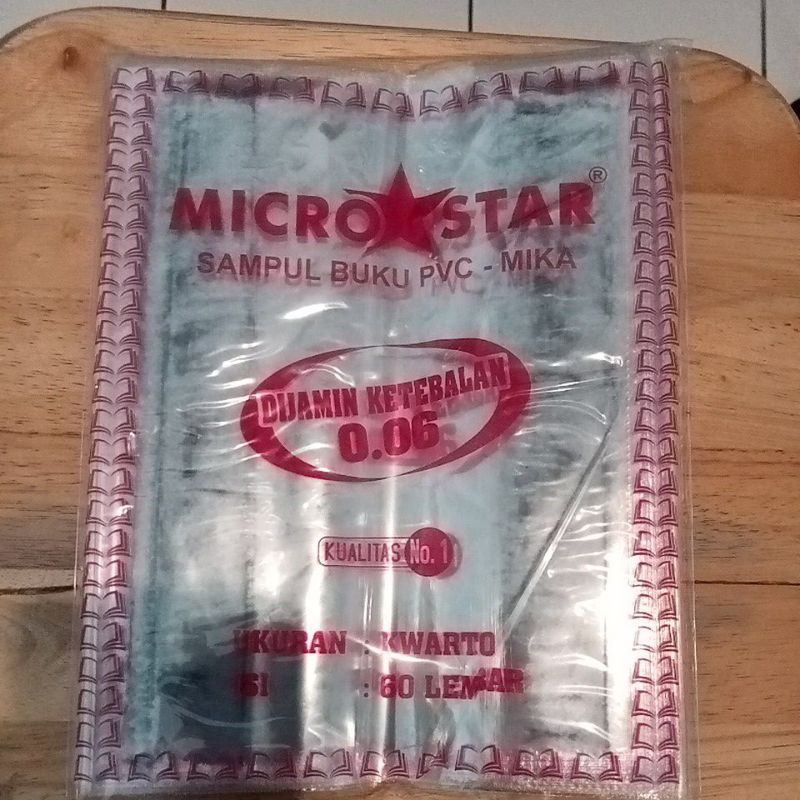 MICRO STAR ®
SAMPUL BUKU PVC - MIKA
DIJAMIN KETEBALAN
0.06
KUALITAS No. 1
UKURAN : KWARTO
ISI : 60 LEMBAR